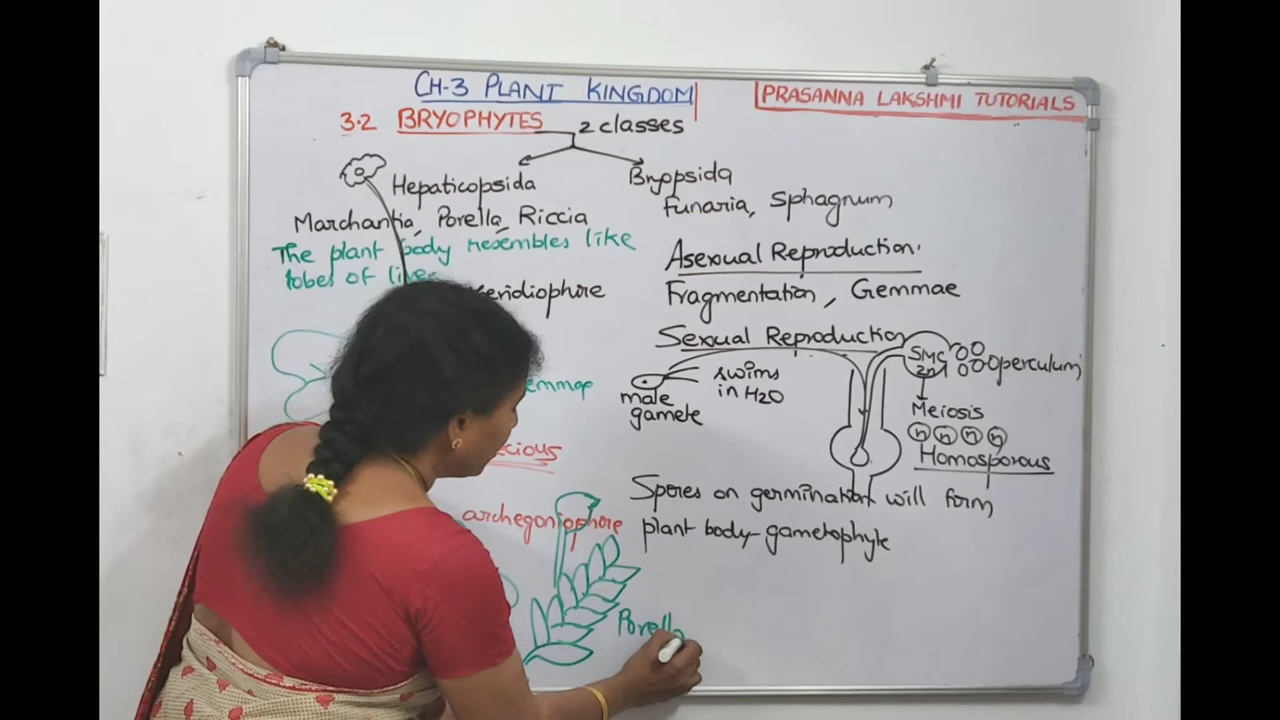 CH-3 PLANT KINGDOM
PRASANNA LAKSHMI TUTORIALS
3.2 BRYOPHYTES 2 classes
Hepaticopsida
Marchantia, Porella, Riccia
The plant body resembles like
lobes of liver
archegoniophore
Porella
Bryopsida
Funaria, Sphagnum
Asexual Reproduction
Fragmentation, Gemmae
Sexual Reproduction
SMC
2n
Operculum
male
gamete
swims
in H2O
Meiosis
n n n n
Homosporous
Spores on germination will form
plant body-gametophyte